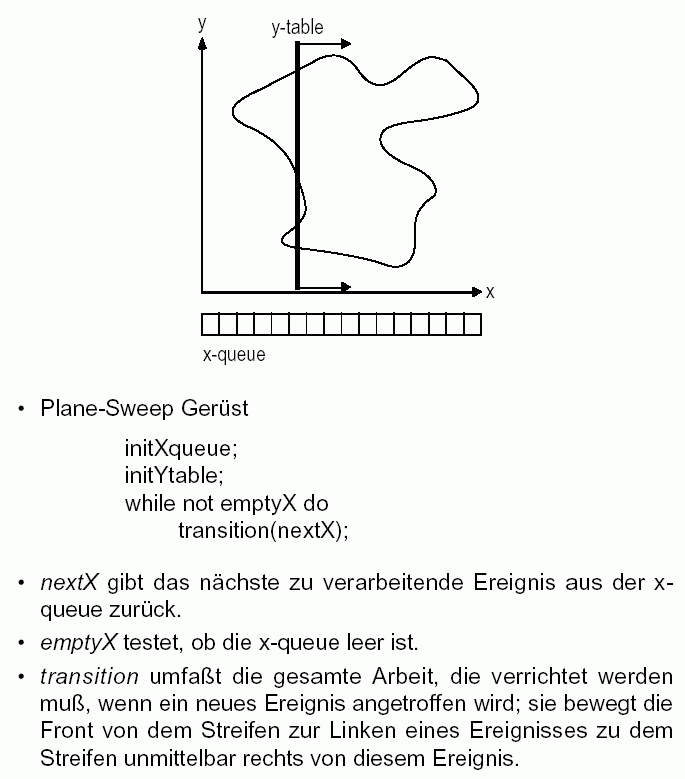 y
y-table
x
x-queue
• Plane-Sweep Gerüst
initXqueue;
initYtable;
while not emptyX do
transition(nextX);
• nextX gibt das nächste zu verarbeitende Ereignis aus der x-
queue zurück.
• emptyX testet, ob die x-queue leer ist.
• transition umfaßt die gesamte Arbeit, die verrichtet werden
muß, wenn ein neues Ereignis angetroffen wird; sie bewegt die
Front von dem Streifen zur Linken eines Ereignisses zu dem
Streifen unmittelbar rechts von diesem Ereignis.